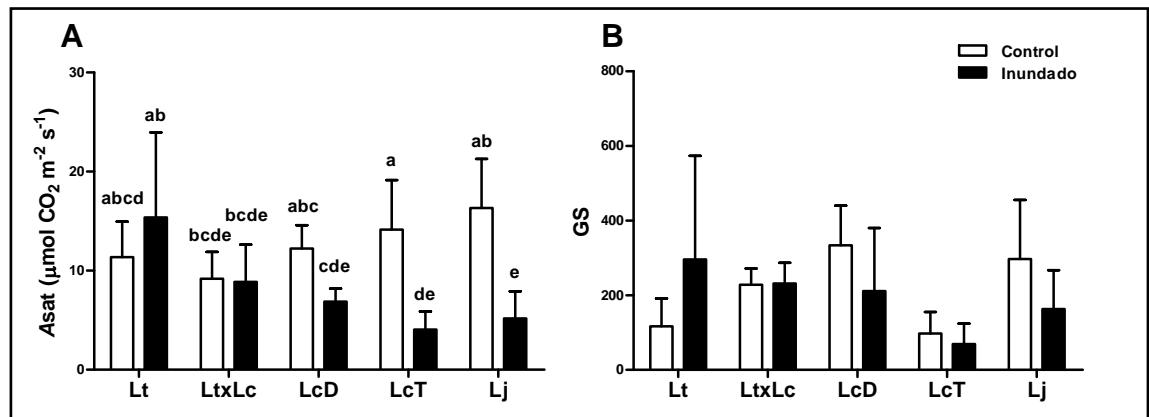 A
Asat (μmol CO₂ m⁻² s⁻¹)
30
20
10
0
abcd
ab
bcde
bcde
abc
cde
a
de
ab
e
Lt
LtxLc
LcD
LcT
Lj
B
Control
Inundado
GS
800
600
400
200
0
Lt
LtxLc
LcD
LcT
Lj